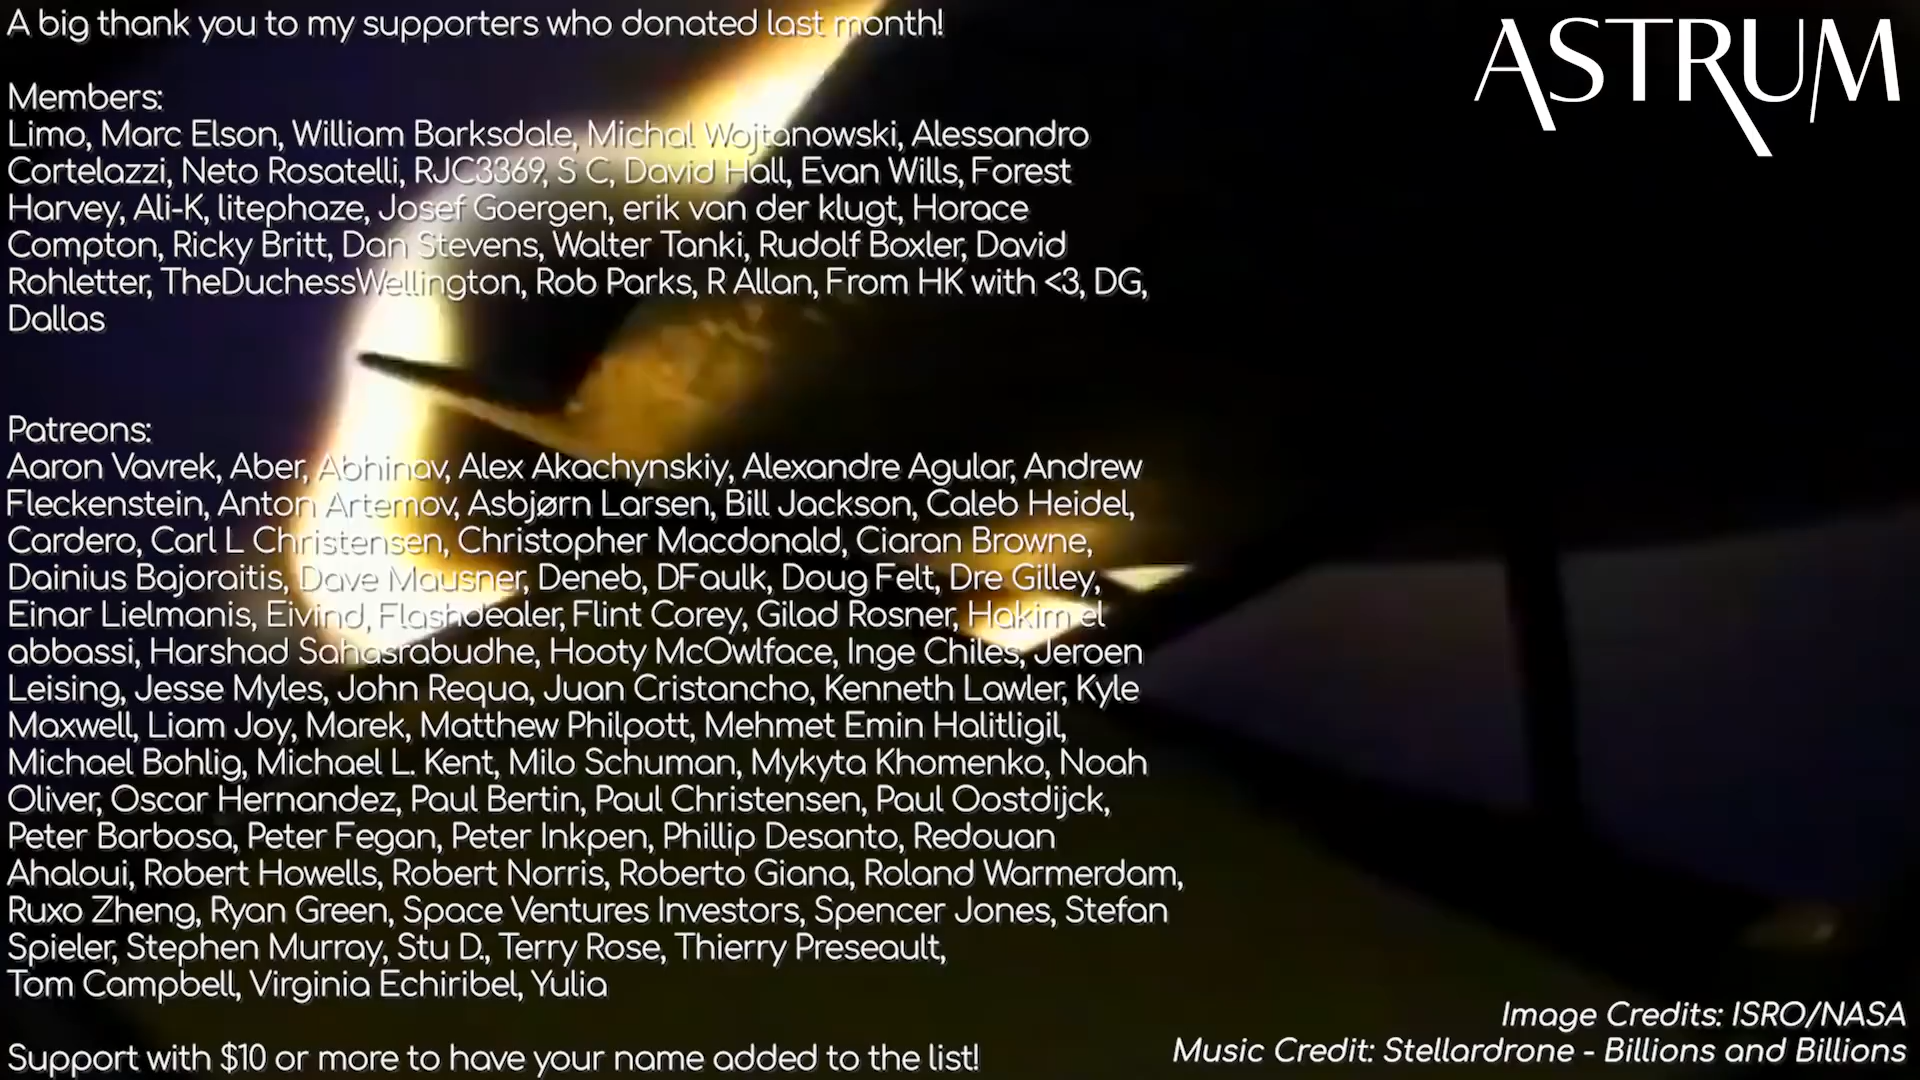 A big thank you to my supporters who donated last month!
ASTRUM
Members:
Limo, Marc Elson, William Barksdale, Michal Wojtanowski, Alessandro
Cortelazzi, Neto Rosatelli, RJC3369, S C, David Hall, Evan Wills, Forest
Harvey, Ali-K, litephaze, Josef Goergen, erik van der klugt, Horace
Compton, Ricky Britt, Dan Stevens, Walter Tanki, Rudolf Boxler, David
Rohletter, TheDuchessWellington, Rob Parks, R Allan, From HK with <3, DG,
Dallas
Patreons:
Aaron Vavrek, Aber, Abhinav, Alex Akachynskiy, Alexandre Agular, Andrew
Fleckenstein, Anton Artemov, Asbjørn Larsen, Bill Jackson, Caleb Heidel,
Cardero, Carl L Christensen, Christopher Macdonald, Ciaran Browne,
Dainius Bajoraitis, Dave Mausner, Deneb, DFaulk, Doug Felt, Dre Gilley,
Einar Lielmanis, Eivind, Flashdealer, Flint Corey, Gilad Rosner, Hakim el
abbassi, Harshad Sahasrabudhe, Hooty McOwlface, Inge Chiles, Jeroen
Leising, Jesse Myles, John Requa, Juan Cristancho, Kenneth Lawler, Kyle
Maxwell, Liam Joy, Marek, Matthew Philpott, Mehmet Emin Halitligil,
Michael Bohlig, Michael L. Kent, Milo Schuman, Mykyta Khomenko, Noah
Oliver, Oscar Hernandez, Paul Bertin, Paul Christensen, Paul Oostdijck,
Peter Barbosa, Peter Fegan, Peter Inkpen, Phillip Desanto, Redouan
Ahaloui, Robert Howells, Robert Norris, Roberto Giana, Roland Warmerdam,
Ruxo Zheng, Ryan Green, Space Ventures Investors, Spencer Jones, Stefan
Spieler, Stephen Murray, Stu D., Terry Rose, Thierry Preseault,
Tom Campbell, Virginia Echiribel, Yulia
Support with $10 or more to have your name added to the list!
Image Credits: ISRO/NASA
Music Credit: Stellardrone - Billions and Billions